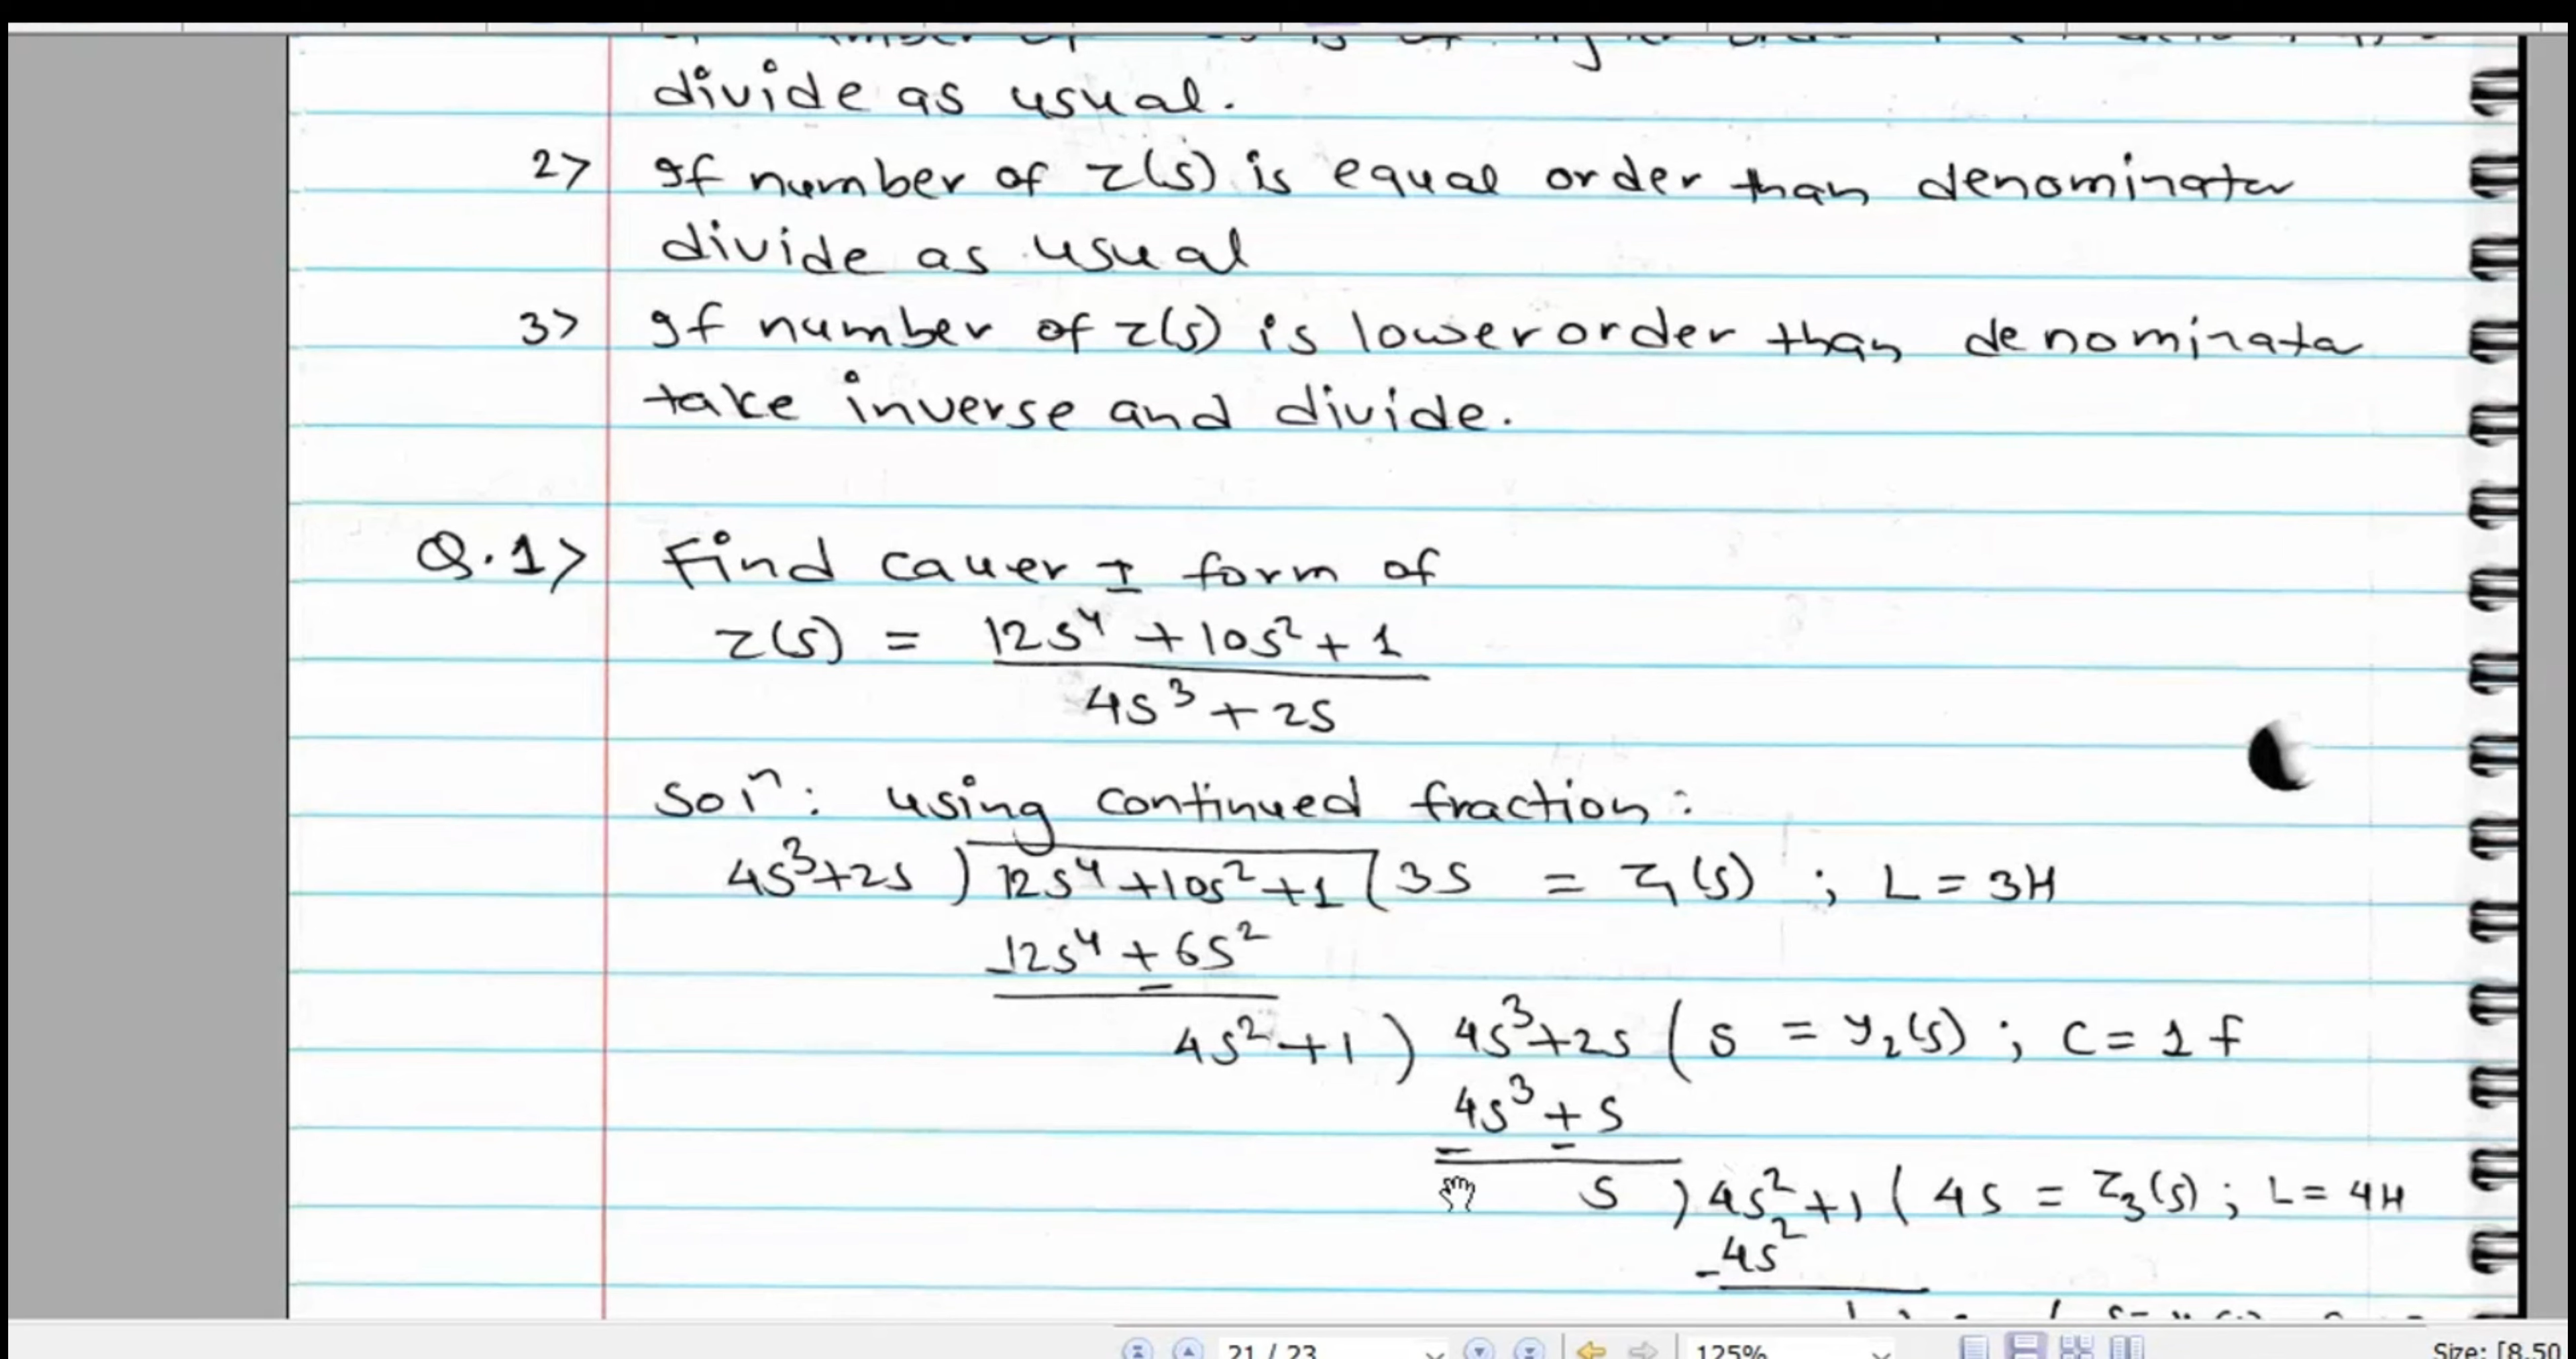 divide as usual.
2> If number of z(s) is equal order than denominator
divide as usual
3> If number of z(s) is lower order than denominata
take inverse and divide.
Q.1> Find cauer I form of
z(s) = 12s⁴ + 10s² + 1
4s³ + 2s
Solⁿ: using continued fraction:
4s³+2s ) 12s⁴+10s²+1 ( 3s = z₁(s) ; L = 3H
-12s⁴ + 6s²
4s²+1 ) 4s³+2s ( s = y₂(s) ; C = 1 f
4s³ + s
s ) 4s²+1 ( 4s = z₃(s) ; L = 4H
-4s²
21 / 23
125%
Size: [8.50